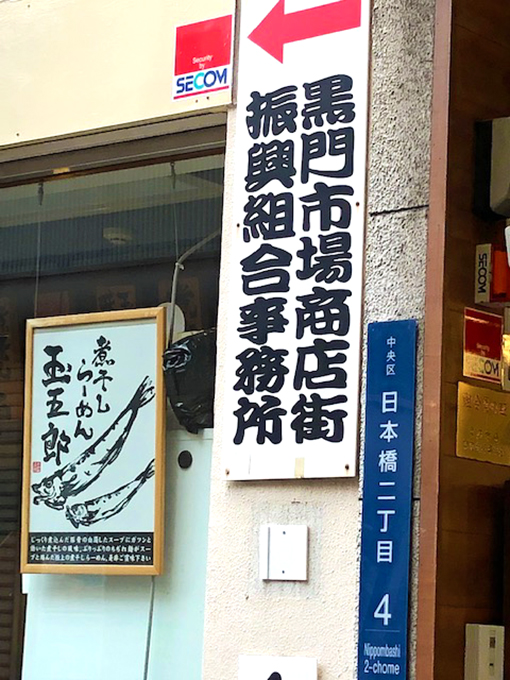 Security
by
SECOM
黒門市場商店街
振興組合事務所
煮干し
らーめん
玉五郎
中央区
日本橋二丁目
4
Nippombashi
2-chome
SECOM